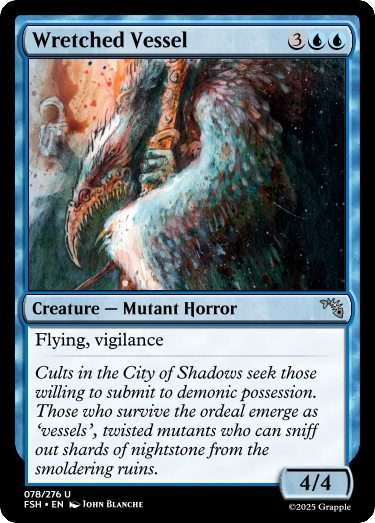 Wretched Vessel 3
Creature — Mutant Horror
Flying, vigilance
Cults in the City of Shadows seek those
willing to submit to demonic possession.
Those who survive the ordeal emerge as
‘vessels’, twisted mutants who can sniff
out shards of nightstone from the
smoldering ruins.
4/4
078/276 U
FSH • EN John Blanche
©2025 Grapple